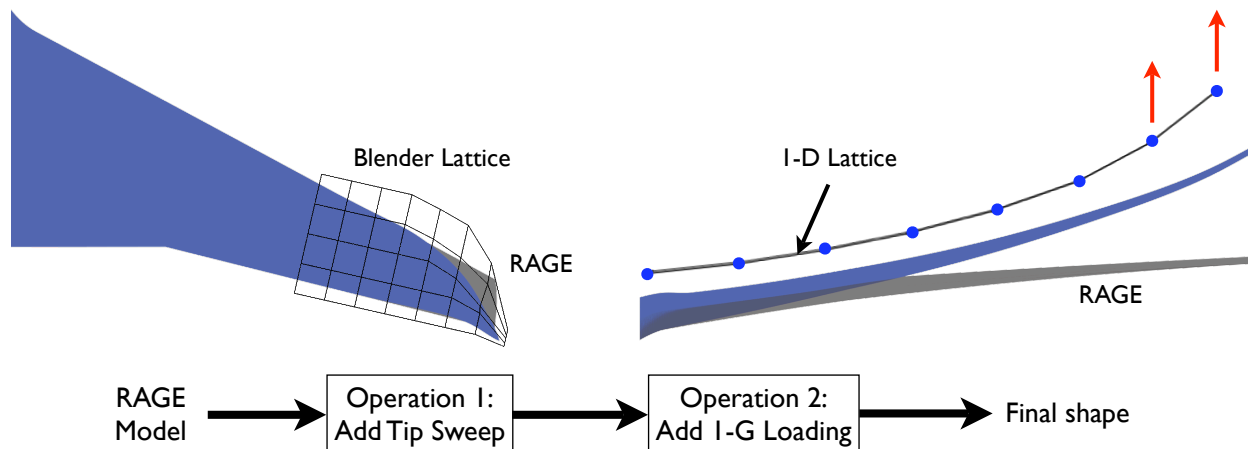 Blender Lattice
1-D Lattice
RAGE
RAGE
RAGE
Model
Operation 1:
Add Tip Sweep
Operation 2:
Add 1-G Loading
Final shape